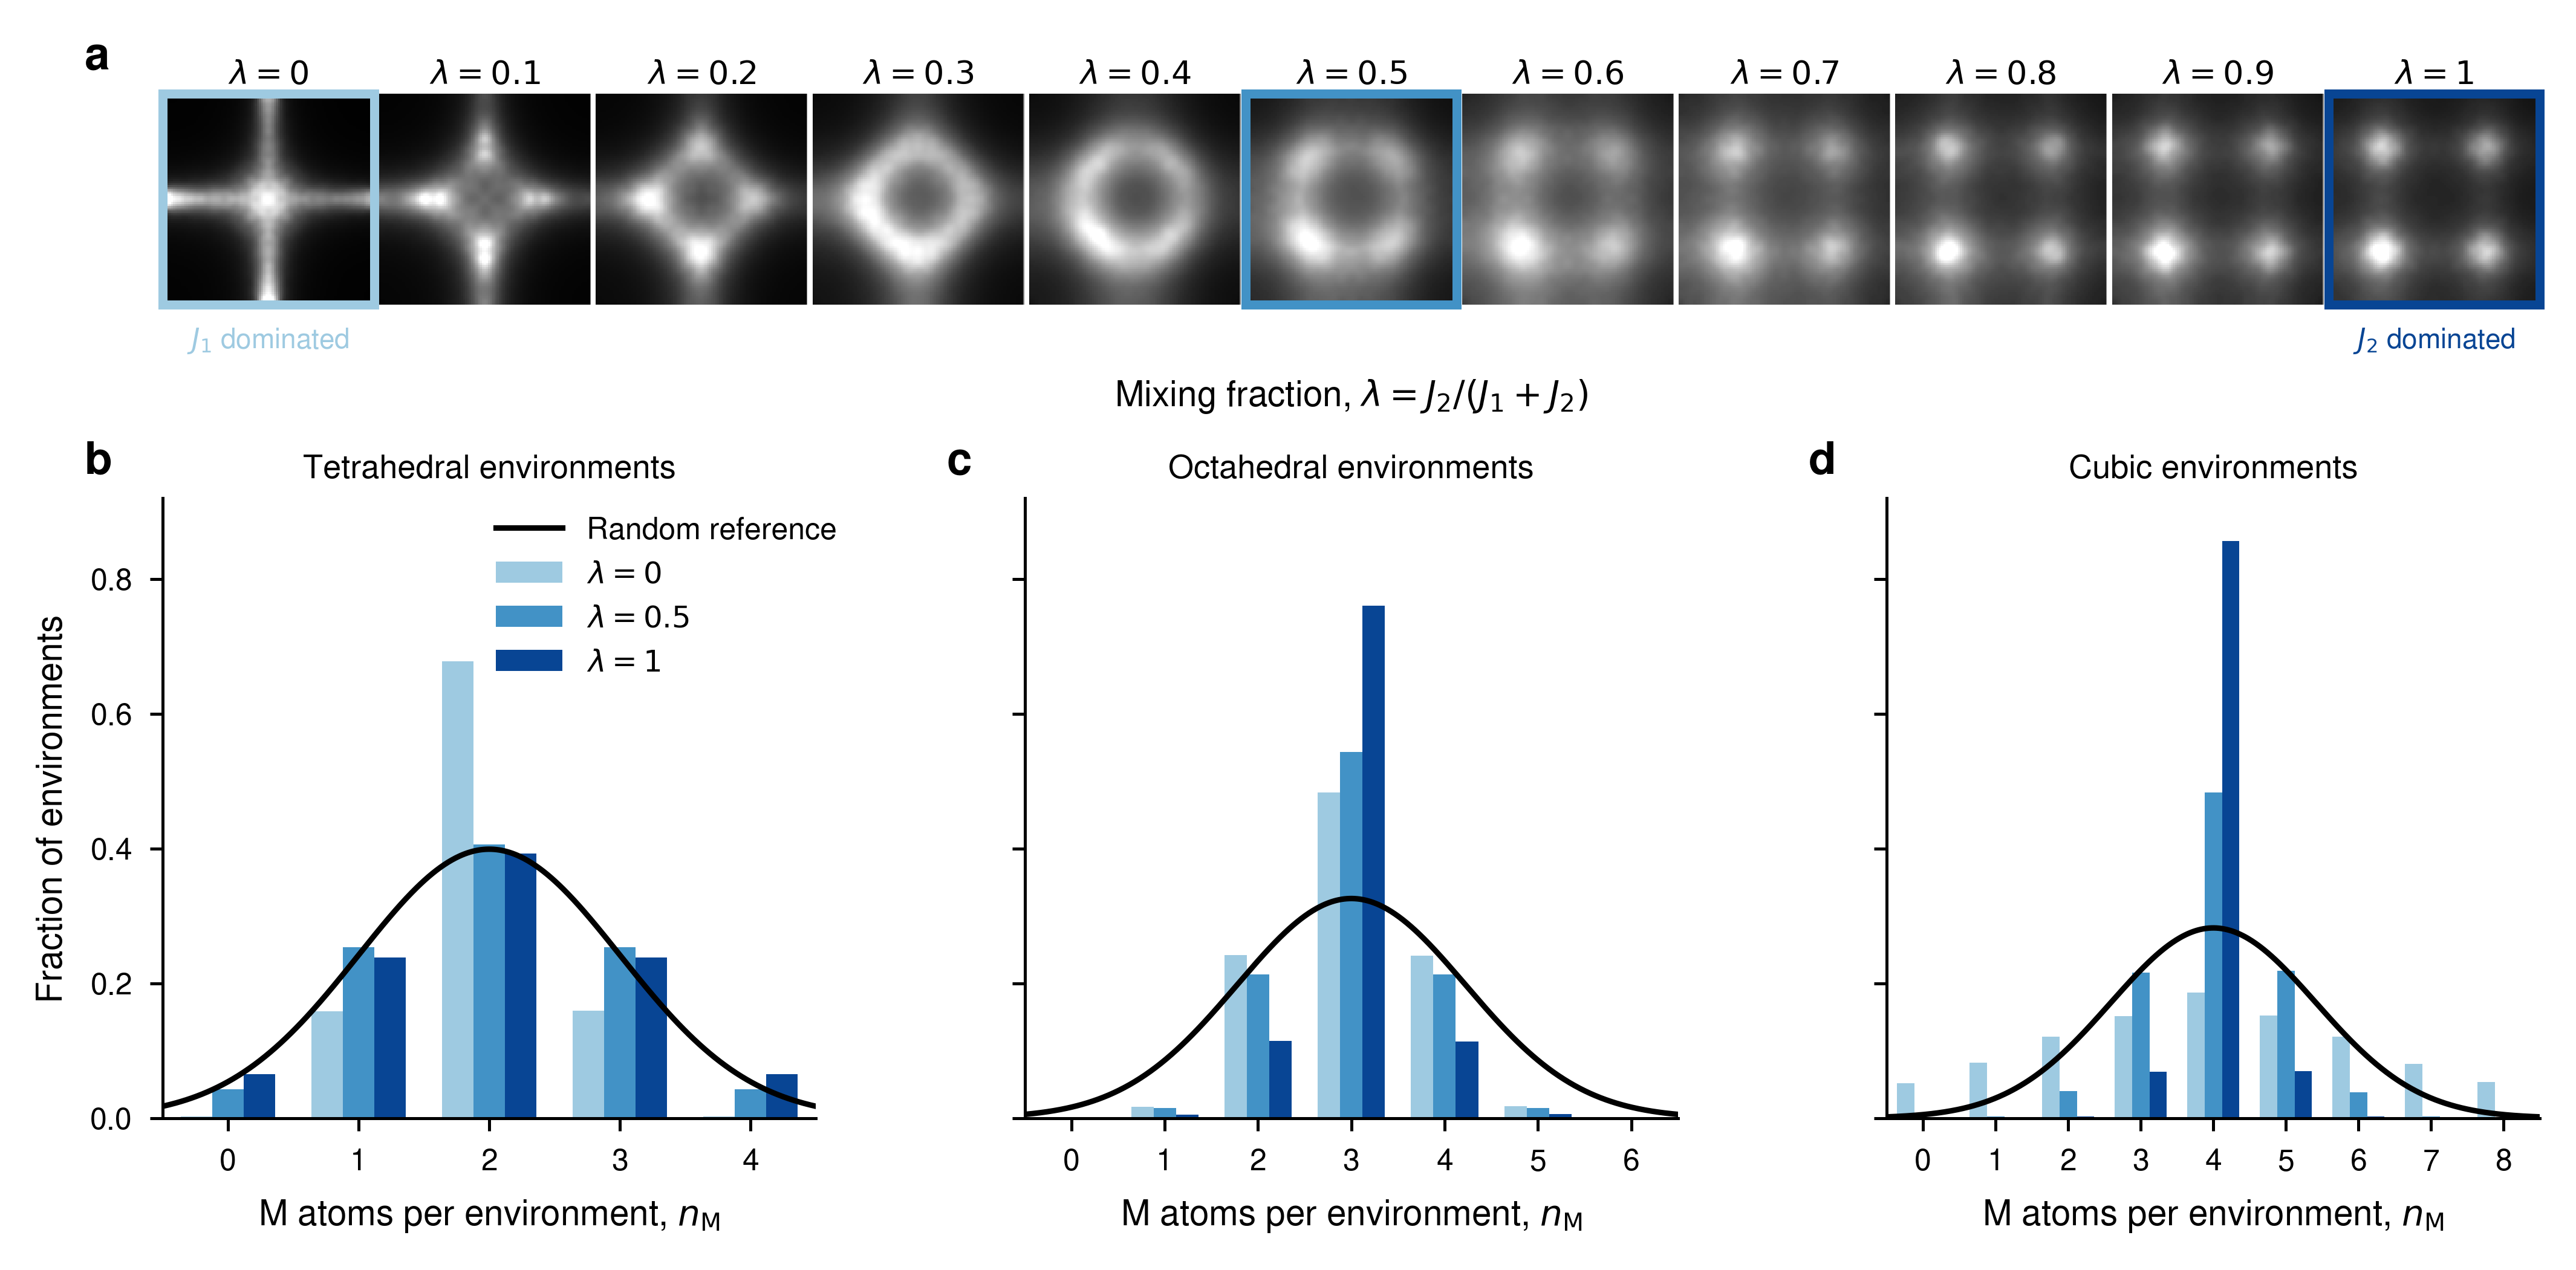 a
λ = 0 λ = 0.1 λ = 0.2 λ = 0.3 λ = 0.4 λ = 0.5 λ = 0.6 λ = 0.7 λ = 0.8 λ = 0.9 λ = 1
J₁ dominated J₂ dominated
Mixing fraction, λ = J₂/(J₁ + J₂)
b
Tetrahedral environments
Random reference
λ = 0
λ = 0.5
λ = 1
Fraction of environments
0.8
0.6
0.4
0.2
0.0
0 1 2 3 4
M atoms per environment, n_M
c
Octahedral environments
0 1 2 3 4 5 6
M atoms per environment, n_M
d
Cubic environments
0 1 2 3 4 5 6 7 8
M atoms per environment, n_M